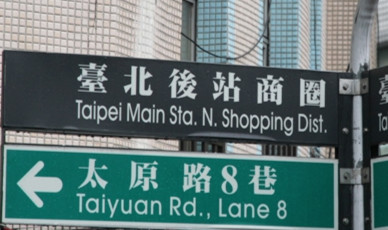 臺北後站商圈
Taipei Main Sta. N. Shopping Dist.
太原路8巷
Taiyuan Rd., Lane 8